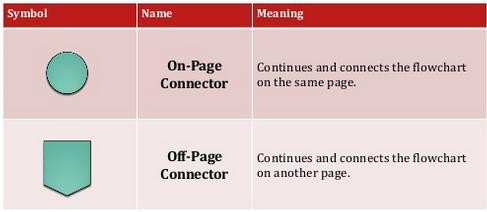 Symbol Name Meaning
On-Page
Connector
Continues and connects the flowchart
on the same page.
Off-Page
Connector
Continues and connects the flowchart
on another page.